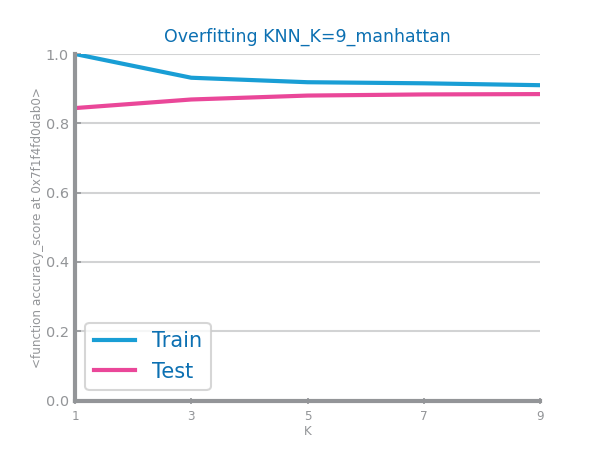 Overfitting KNN_K=9_manhattan
<function accuracy_score at 0x7f1f4fd0dab0>
1.0
0.8
0.6
0.4
0.2
0.0
Train
Test
1 3 5 7 9
K